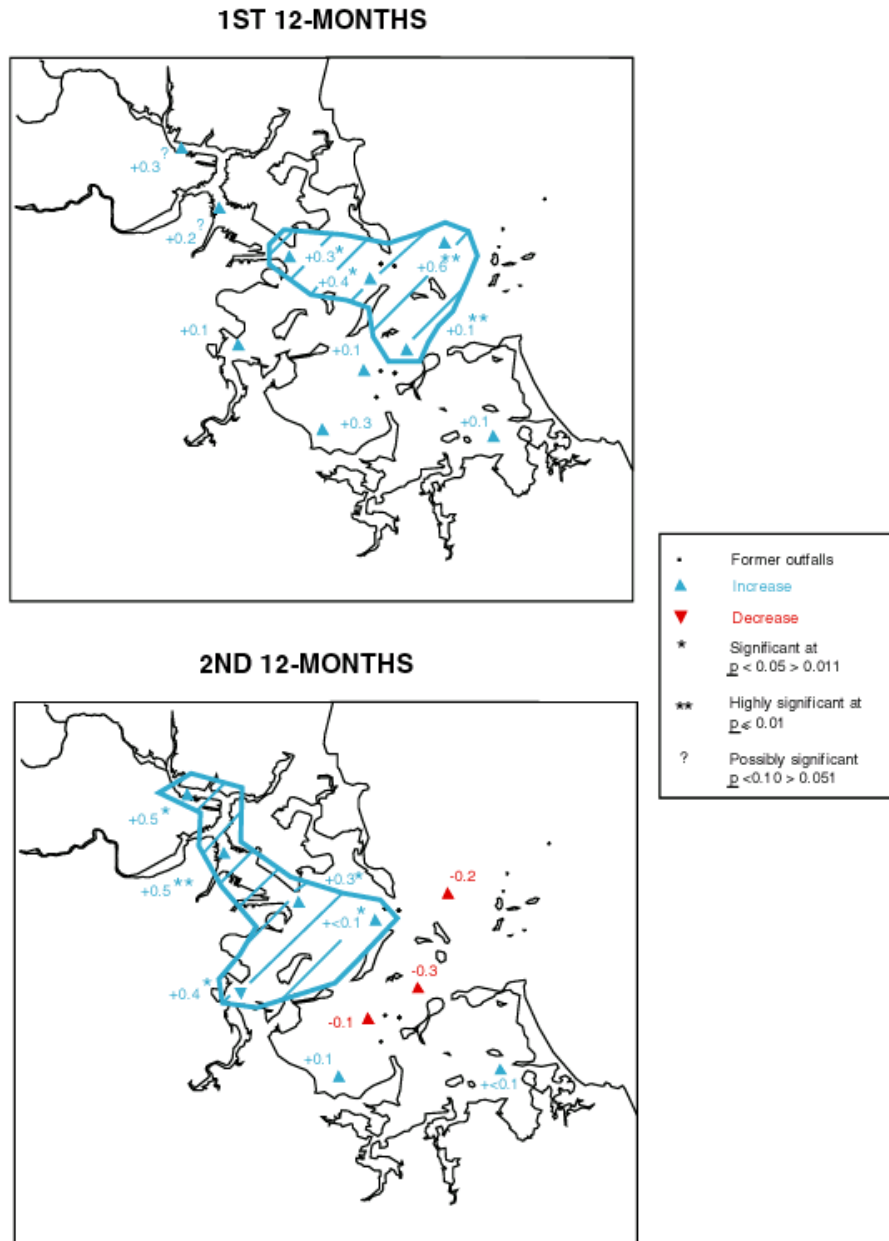 1ST 12-MONTHS
+0.3 ?
+0.2 ?
+0.3 *
+0.4 *
+0.6 **
+0.1
+0.1
+0.1 **
+0.3
+0.1
Former outfalls
Increase
Decrease
* Significant at
p < 0.05 > 0.011
** Highly significant at
p ⩽ 0.01
? Possibly significant
p <0.10 > 0.051
2ND 12-MONTHS
+0.5 *
+0.5 **
+0.3 *
-0.2
+<0.1 *
+0.4 *
-0.3
-0.1
+0.1
+<0.1